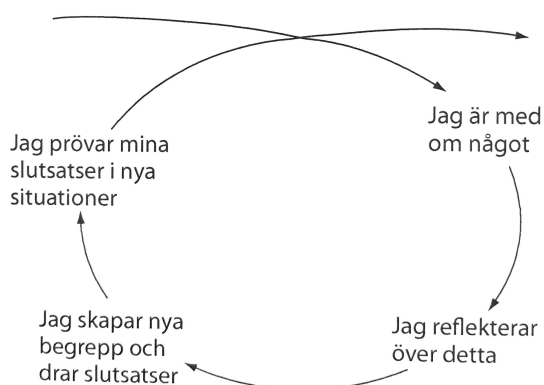 Jag är med
om något
Jag reflekterar
över detta
Jag skapar nya
begrepp och
drar slutsatser
Jag prövar mina
slutsatser i nya
situationer